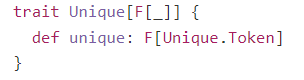 trait Unique[F[_]] {
  def unique: F[Unique.Token]
}